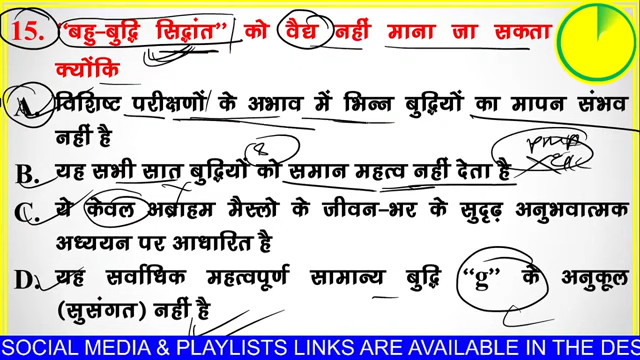 15. “बहु-बुद्धि सिद्धांत” को वैद्य नहीं माना जा सकता
क्योंकि
A. विशिष्ट परीक्षणों के अभाव में भिन्न बुद्धियों का मापन संभव
नहीं है
8
B. यह सभी सात बुद्धियों को समान महत्व नहीं देता है
C. ये केवल अब्राहम मैस्लो के जीवन-भर के सुदृढ़ अनुभवात्मक
अध्ययन पर आधारित है
D. यह सर्वाधिक महत्वपूर्ण सामान्य बुद्धि “g” के अनुकूल
(सुसंगत) नहीं है
SOCIAL MEDIA & PLAYLISTS LINKS ARE AVAILABLE IN THE DES